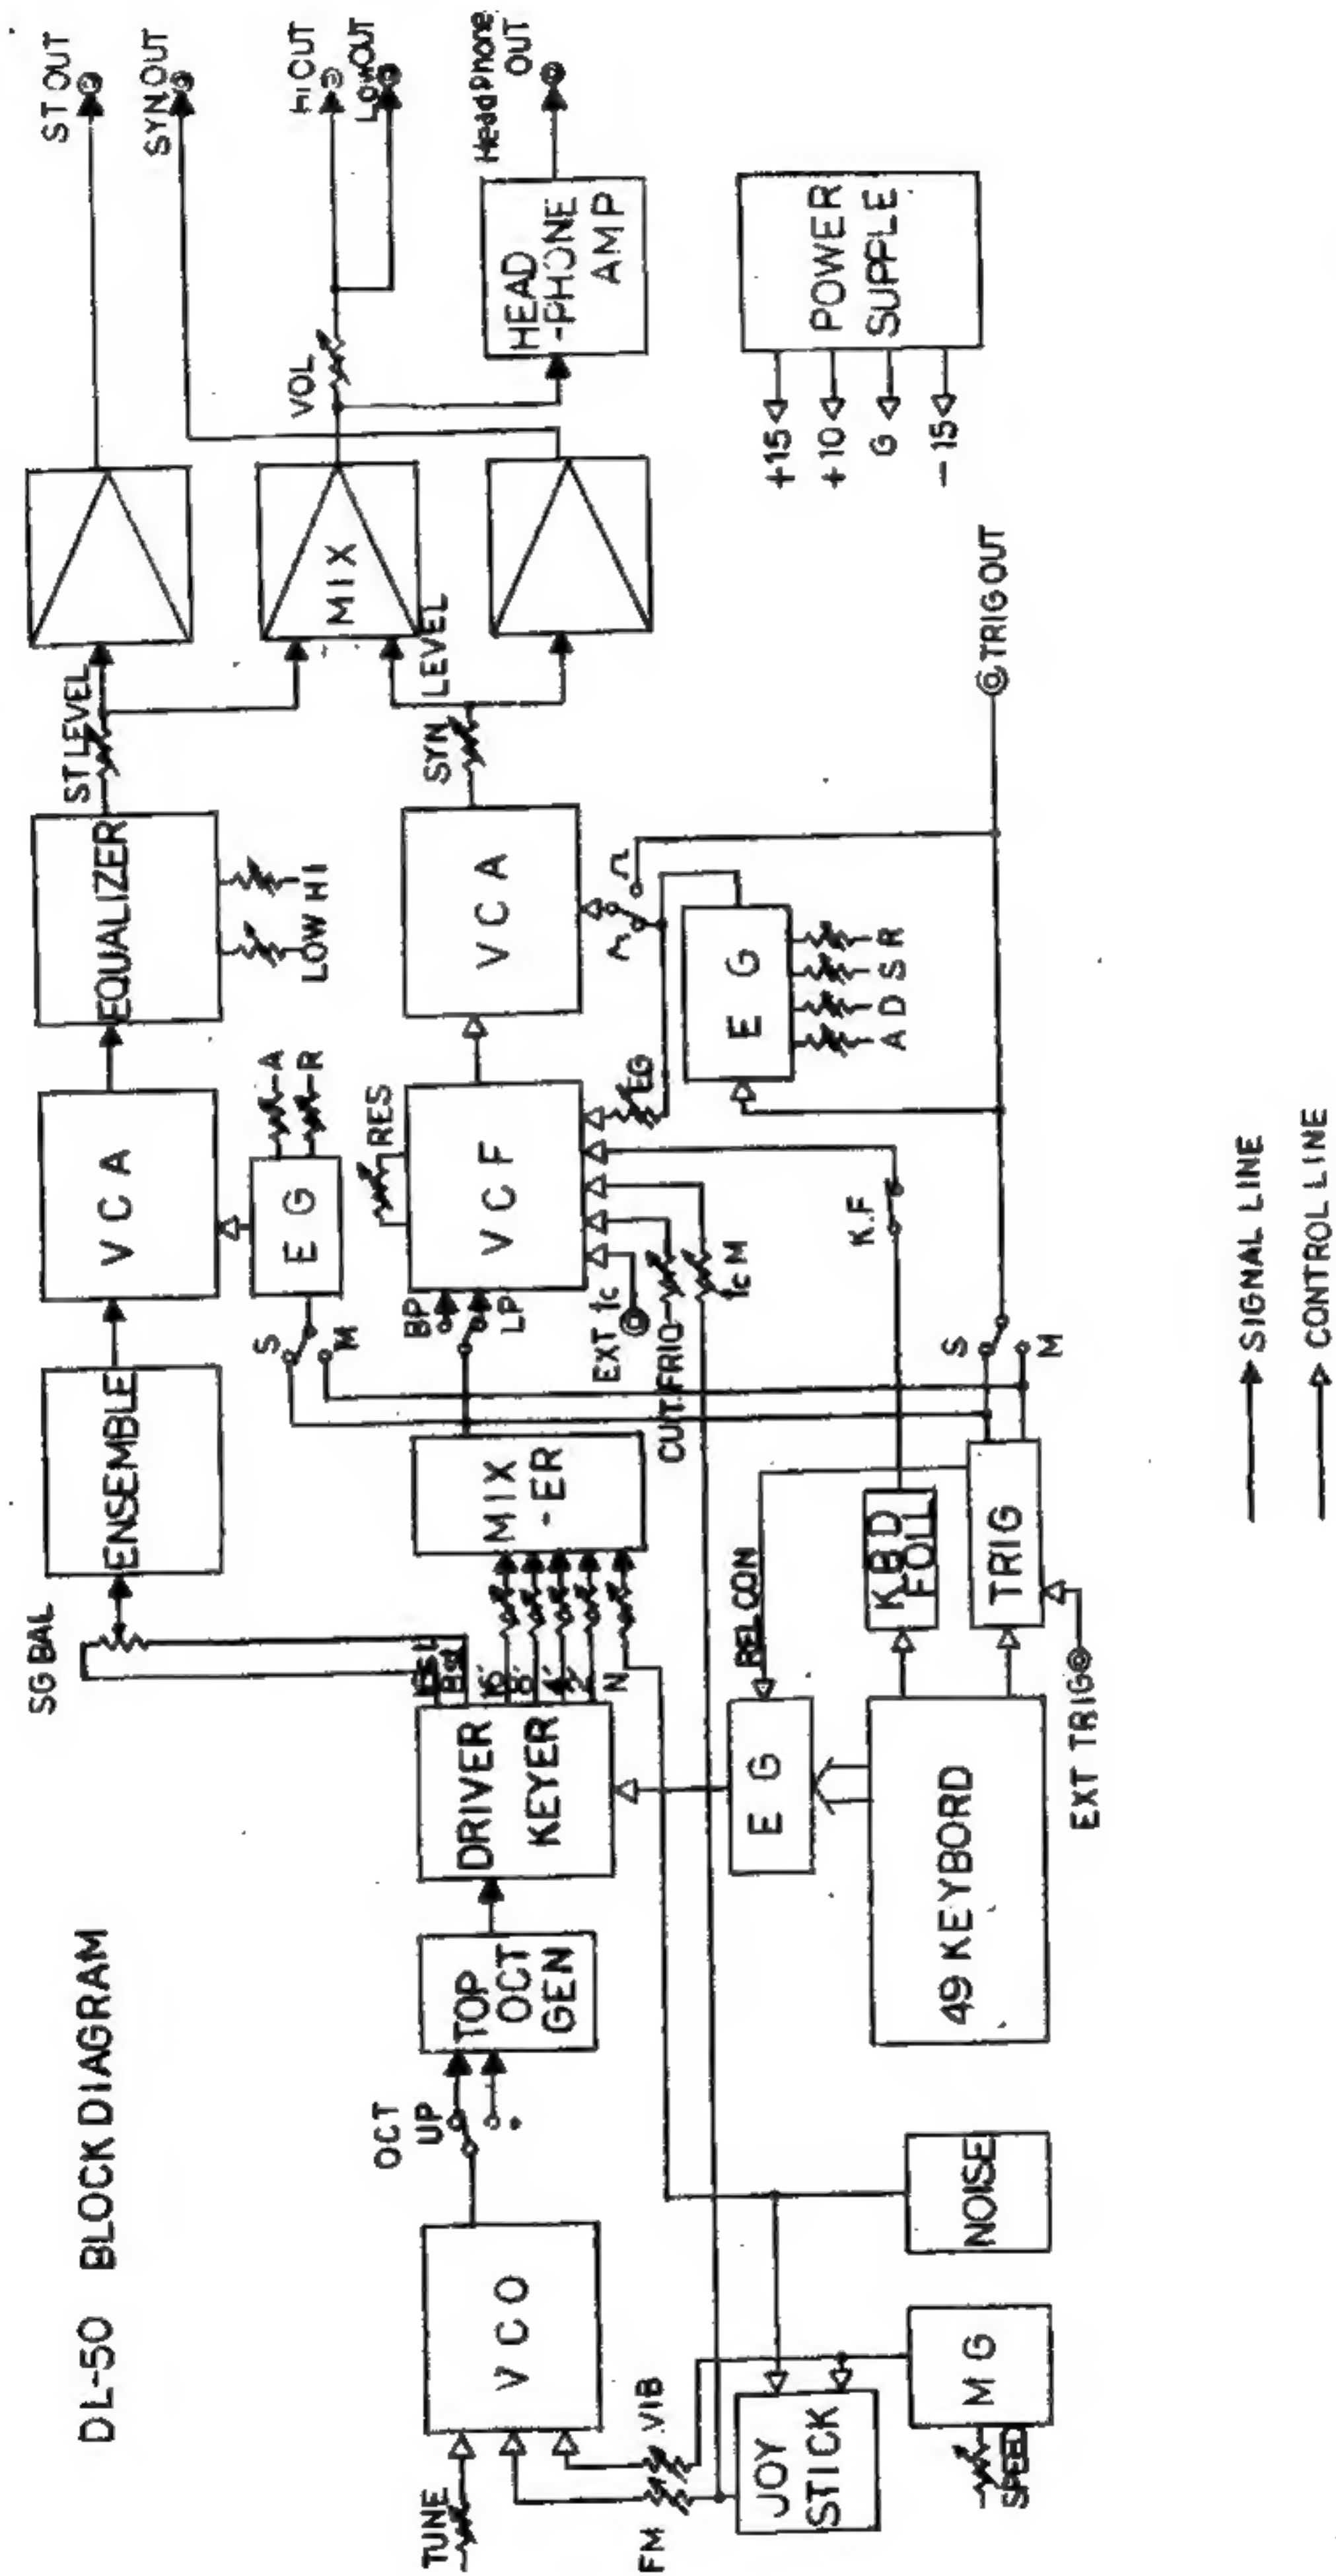 DL-50 BLOCK DIAGRAM
SG BAL
ENSEMBLE
VCA
EQUALIZER
LOW HI
ST LEVEL
ST OUT
SYN OUT
EG
A
R
S
M
TUNE
VCO
OCT
UP
TOP
OCT
GEN
DRIVER
KEYER
8'
4'
2'
N
MIX
-ER
BP
LP
VCF
RES
VCA
SYN
LEVEL
MIX
VOL
HI OUT
LOW OUT
HEAD
-PHONE
AMP
HeadPhone
OUT
FM
VIB
JOY
STICK
MG
SPEED
NOISE
49 KEYBORD
EG
REL CON
KBD
FOLL
TRIG
EXT TRIG
EXT fc
CUT. FRIQ
fc M
K.F
EG
EG
A D S R
S
M
TRIG OUT
POWER
SUPPLE
+15
+10
G
-15
SIGNAL LINE
CONTROL LINE